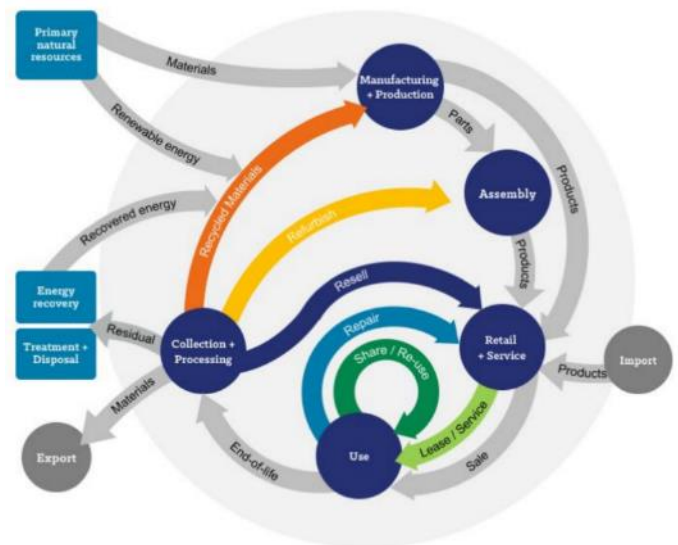 Primary
natural
resources
Materials
Manufacturing
+ Production
Renewable energy
Parts
Products
Recovered energy
Recycled Materials
Refurbish
Assembly
Products
Energy
recovery
Resell
Residual
Treatment +
Disposal
Collection +
Processing
Repair
Share / Re-use
Retail
+ Service
Import
Products
Materials
Lease / Service
Export
End-of-life
Use
Sale